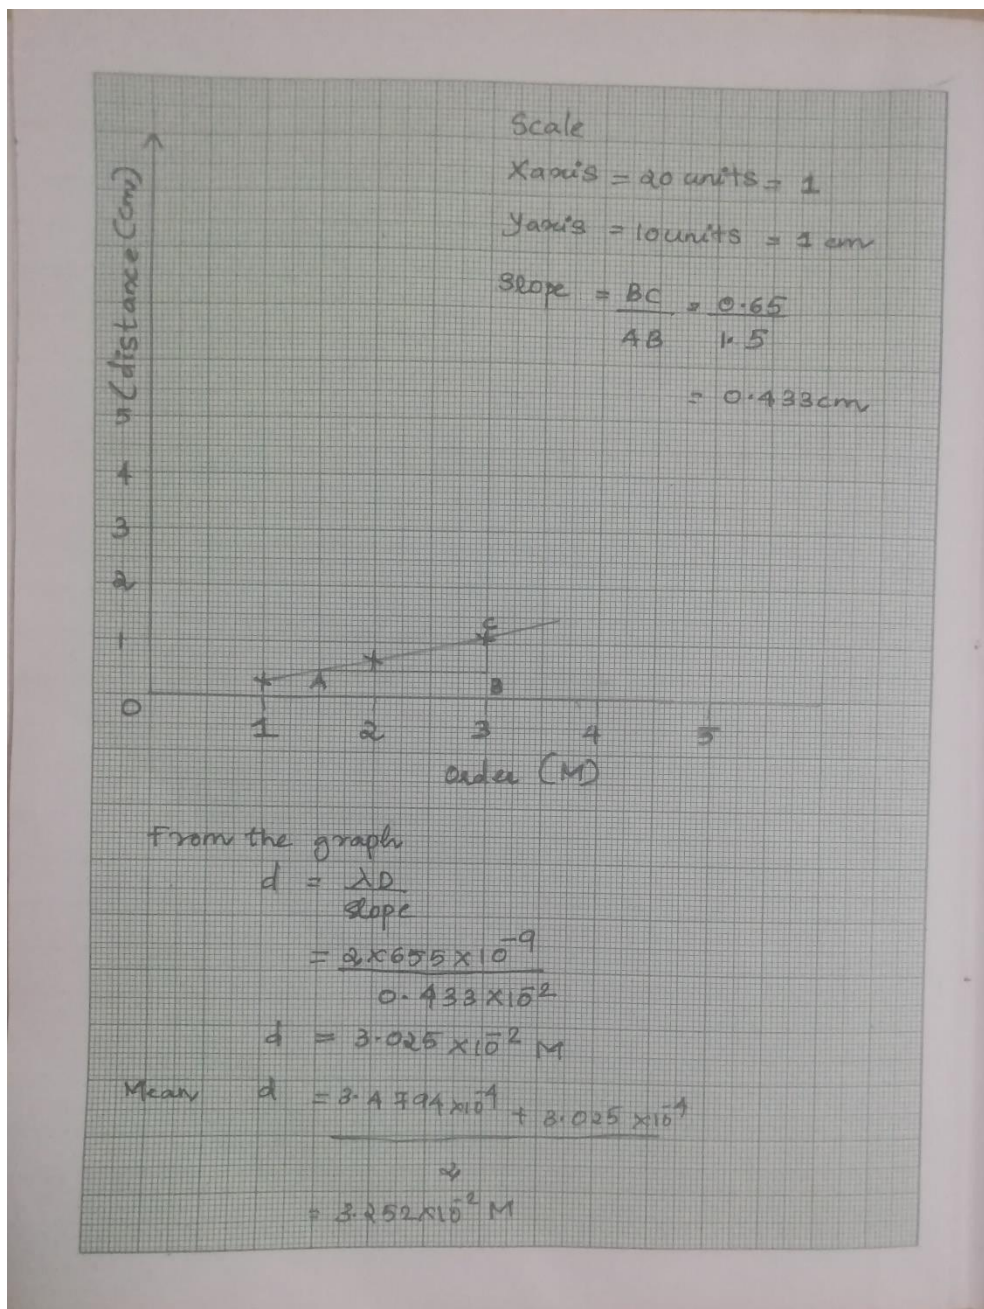 Scale
Xaxis = 20 units = 1
Yaxis = 10 units = 1 cm
Slope = BC / AB = 0.65 / 1.5
= 0.433cm
(distance (cm)
5
4
3
2
1
0
C
A
B
1 2 3 4 5
Order (M)
From the graph
d = λD / slope
= 2×655×10⁻⁹ / 0.433×10⁻²
d = 3.025×10⁻² M
Mean d = 3.4794×10⁻⁴ + 3.025×10⁻⁴ / 2
= 3.252×10⁻² M